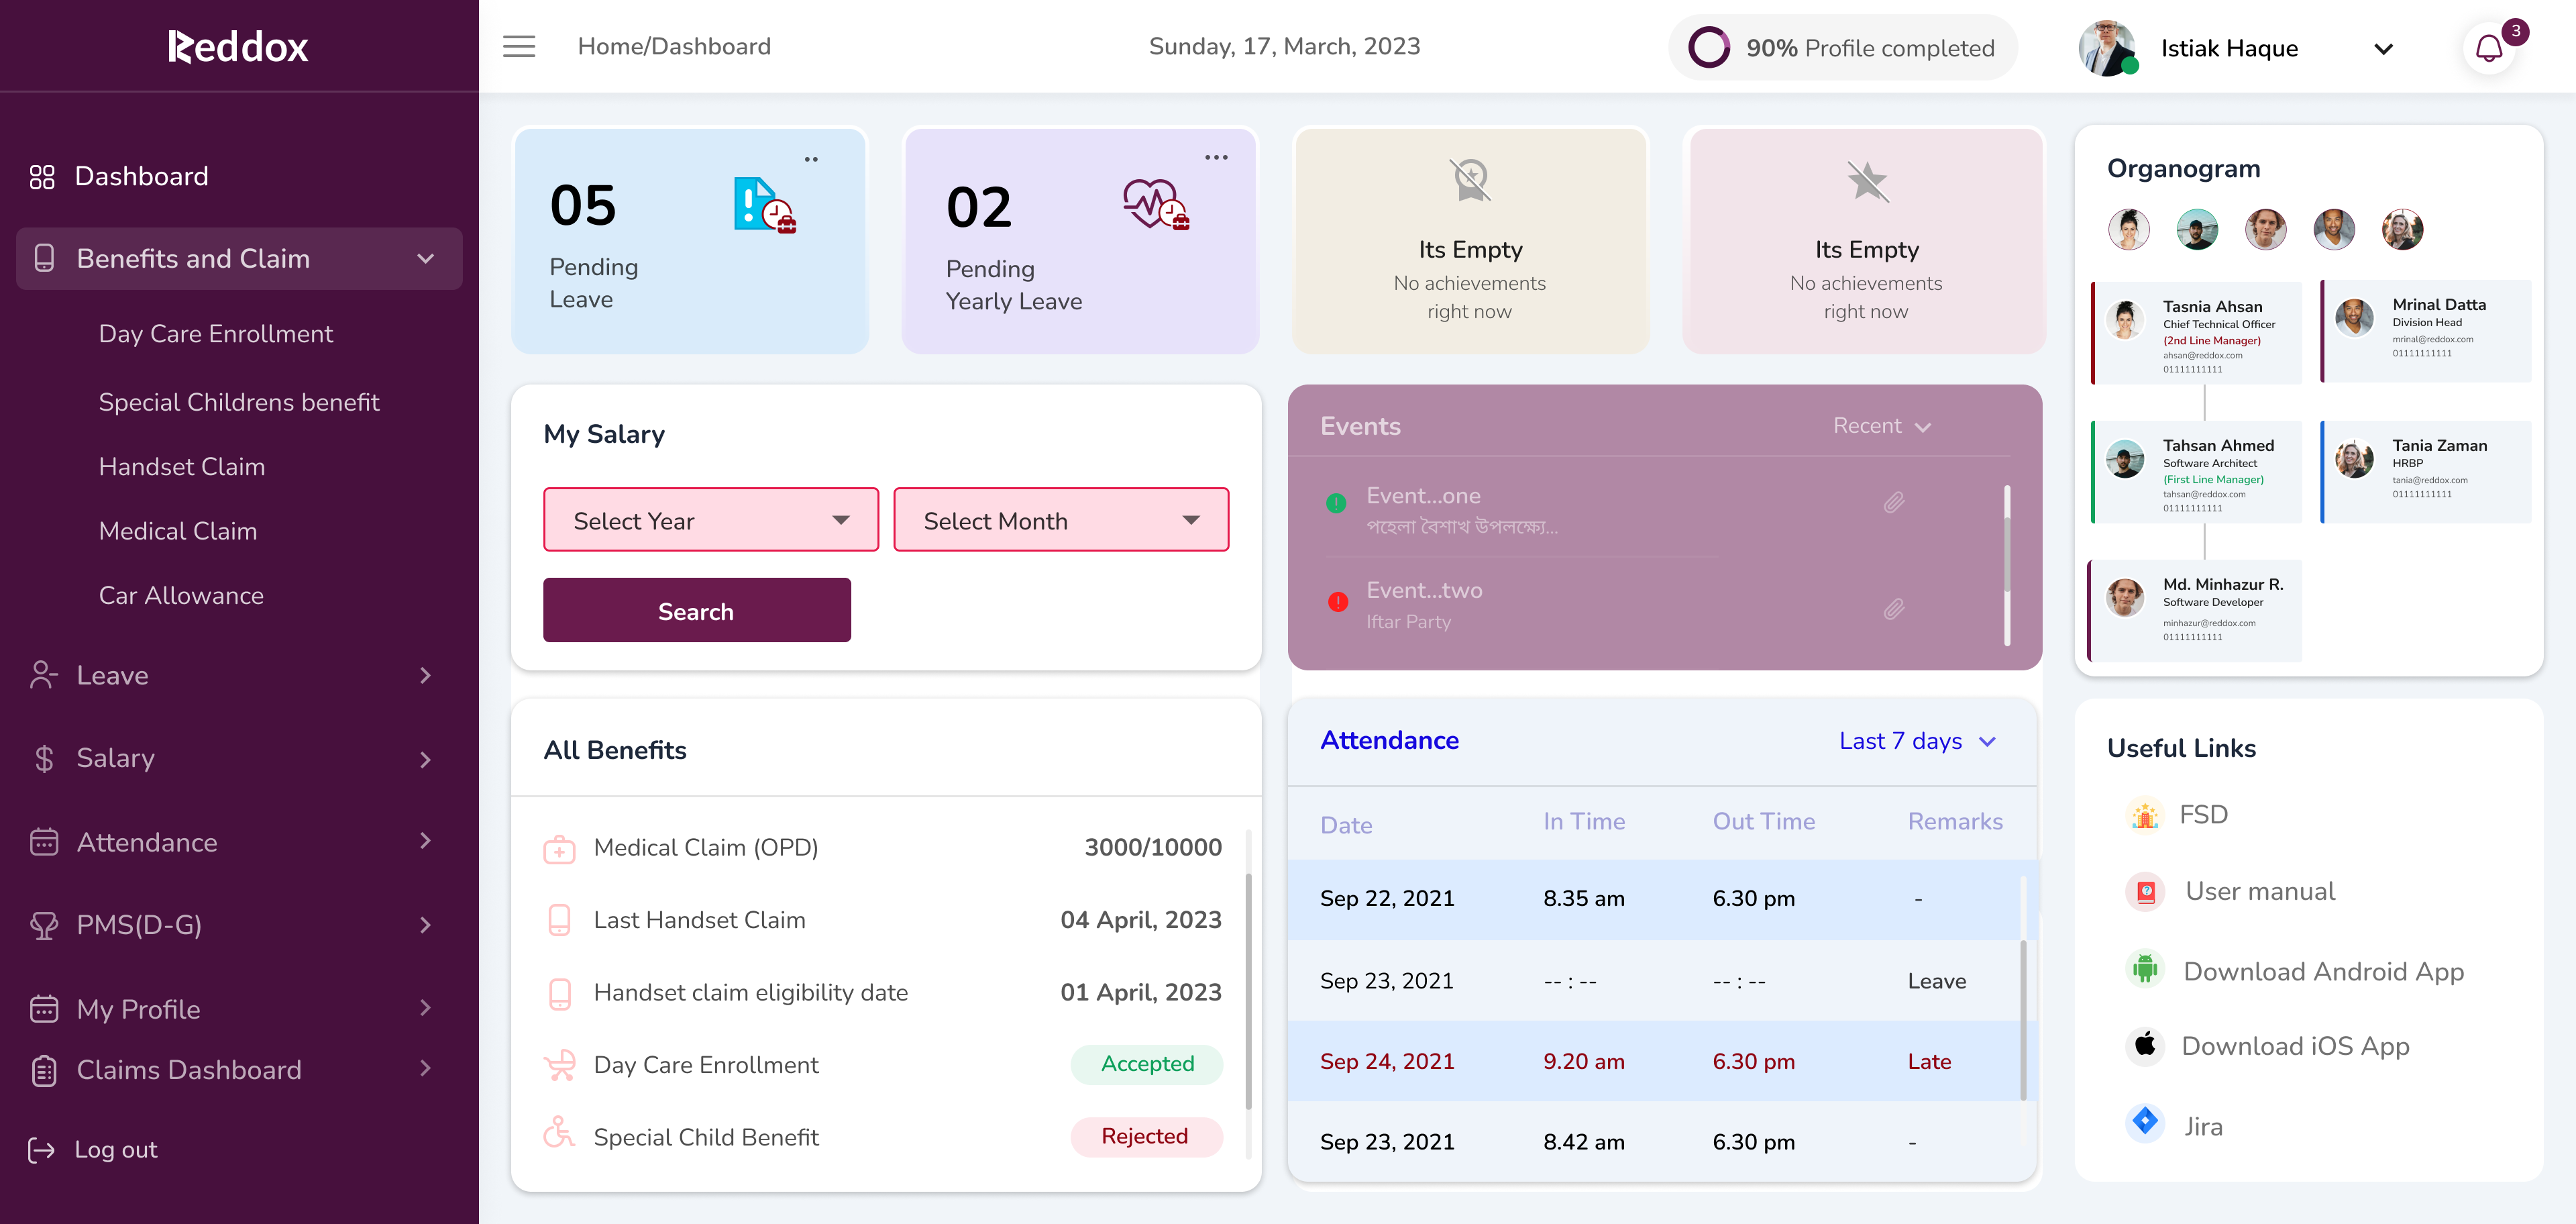 Reddox
Home/Dashboard
Sunday, 17, March, 2023
90% Profile completed
Istiak Haque
3
Dashboard
Benefits and Claim
Day Care Enrollment
Special Childrens benefit
Handset Claim
Medical Claim
Car Allowance
Leave
Salary
Attendance
PMS(D-G)
My Profile
Claims Dashboard
Log out
05
Pending
Leave
02
Pending
Yearly Leave
Its Empty
No achievements
right now
Its Empty
No achievements
right now
My Salary
Select Year
Select Month
Search
Events
Recent
Event...one
পহেলা বৈশাখ উপলক্ষ্যে...
Event...two
Iftar Party
Organogram
Tasnia Ahsan
Chief Technical Officer
(2nd Line Manager)
ahsan@reddox.com
01111111111
Mrinal Datta
Division Head
mrinal@reddox.com
01111111111
Tahsan Ahmed
Software Architect
(First Line Manager)
tahsan@reddox.com
01111111111
Tania Zaman
HRBP
tania@reddox.com
01111111111
Md. Minhazur R.
Software Developer
minhazur@reddox.com
01111111111
All Benefits
Medical Claim (OPD) 3000/10000
Last Handset Claim 04 April, 2023
Handset claim eligibility date 01 April, 2023
Day Care Enrollment Accepted
Special Child Benefit Rejected
Attendance Last 7 days
Date In Time Out Time Remarks
Sep 22, 2021 8.35 am 6.30 pm -
Sep 23, 2021 -- : -- -- : -- Leave
Sep 24, 2021 9.20 am 6.30 pm Late
Sep 23, 2021 8.42 am 6.30 pm -
Useful Links
FSD
User manual
Download Android App
Download iOS App
Jira